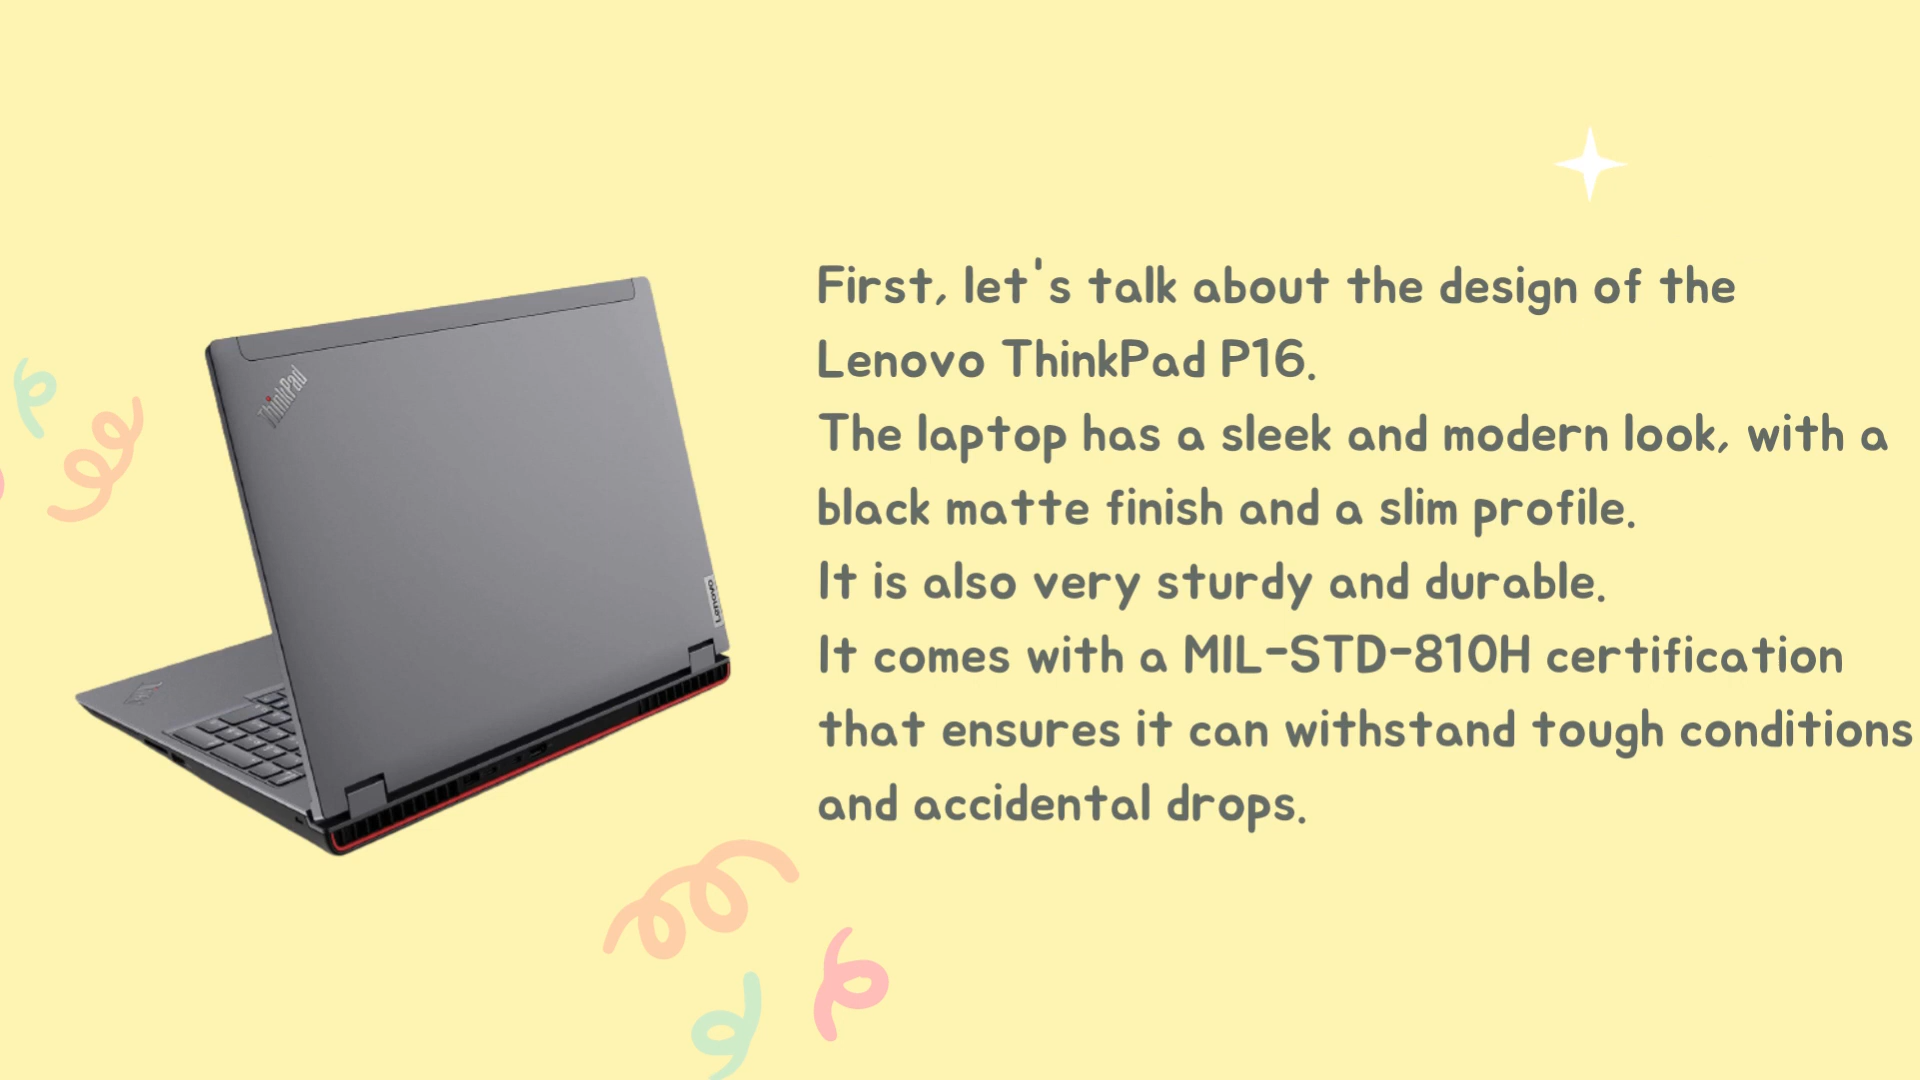 ThinkPad
Lenovo
First, let's talk about the design of the
Lenovo ThinkPad P16.
The laptop has a sleek and modern look, with a
black matte finish and a slim profile.
It is also very sturdy and durable.
It comes with a MIL-STD-810H certification
that ensures it can withstand tough conditions
and accidental drops.